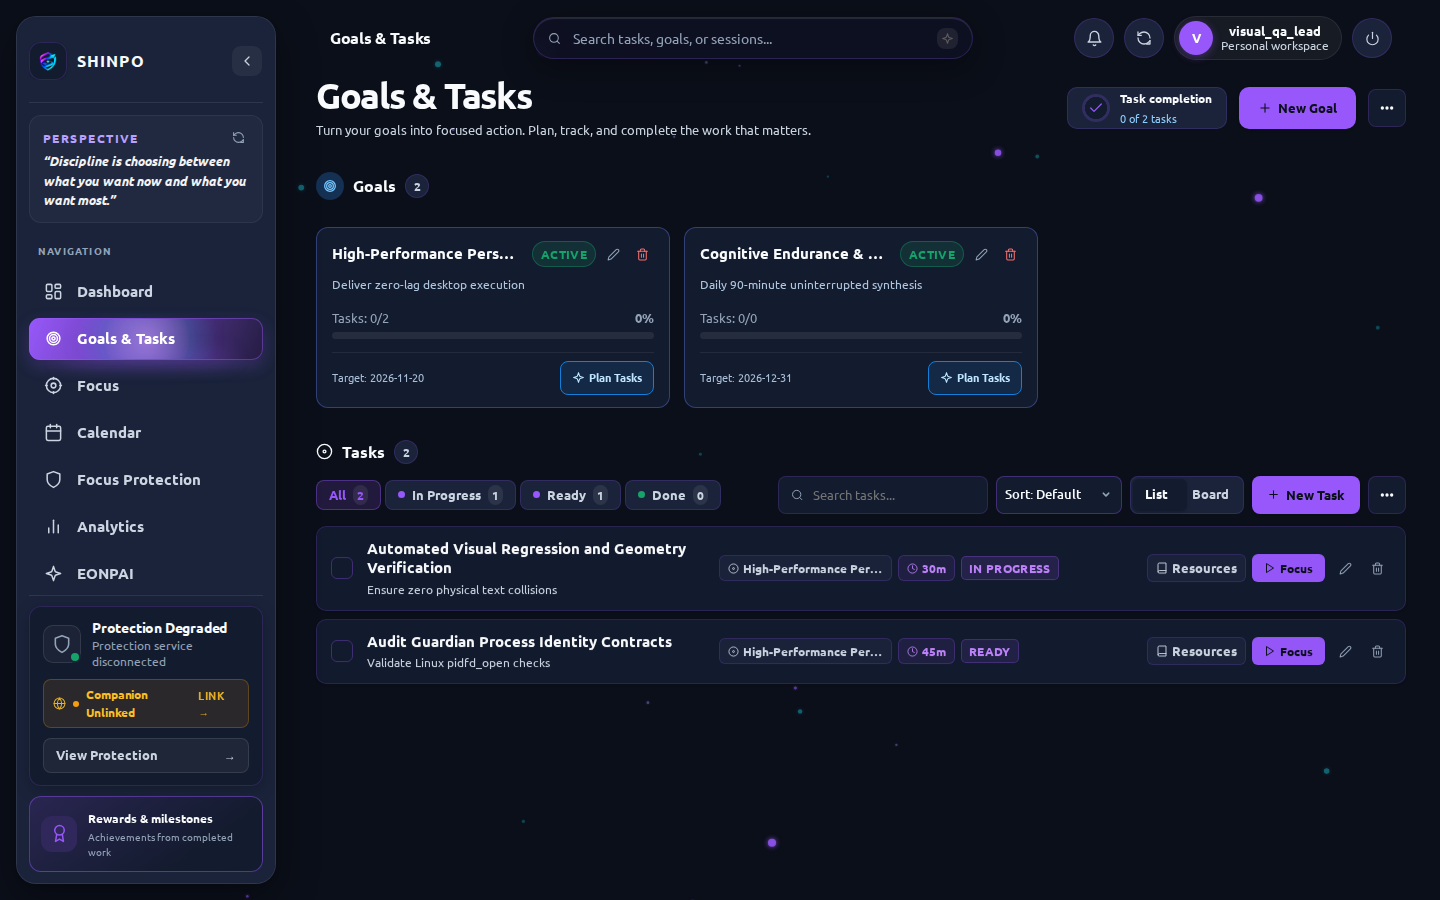 SHINPO
PERSPECTIVE
“Discipline is choosing between
what you want now and what you
want most.”
NAVIGATION
Dashboard
Goals & Tasks
Focus
Calendar
Focus Protection
Analytics
EONPAI
Protection Degraded
Protection service
disconnected
Companion
Unlinked
LINK
→
View Protection →
Rewards & milestones
Achievements from completed
work
Goals & Tasks
Search tasks, goals, or sessions...
V
visual_qa_lead
Personal workspace
Goals & Tasks
Turn your goals into focused action. Plan, track, and complete the work that matters.
Task completion
0 of 2 tasks
+ New Goal
...
Goals 2
High-Performance Pers... ACTIVE
Deliver zero-lag desktop execution
Tasks: 0/2 0%
Target: 2026-11-20 Plan Tasks
Cognitive Endurance & ... ACTIVE
Daily 90-minute uninterrupted synthesis
Tasks: 0/0 0%
Target: 2026-12-31 Plan Tasks
Tasks 2
All 2 In Progress 1 Ready 1 Done 0 Search tasks... Sort: Default List Board + New Task ...
Automated Visual Regression and Geometry
Verification
Ensure zero physical text collisions
High-Performance Per... 30m IN PROGRESS Resources Focus
Audit Guardian Process Identity Contracts
Validate Linux pidfd_open checks
High-Performance Per... 45m READY Resources Focus